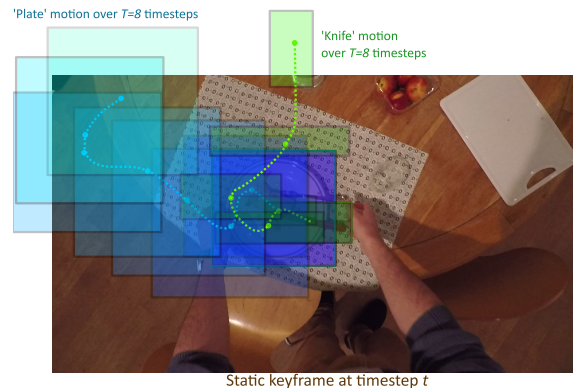 'Plate' motion over T=8 timesteps
'Knife' motion
over T=8 timesteps
Static keyframe at timestep t